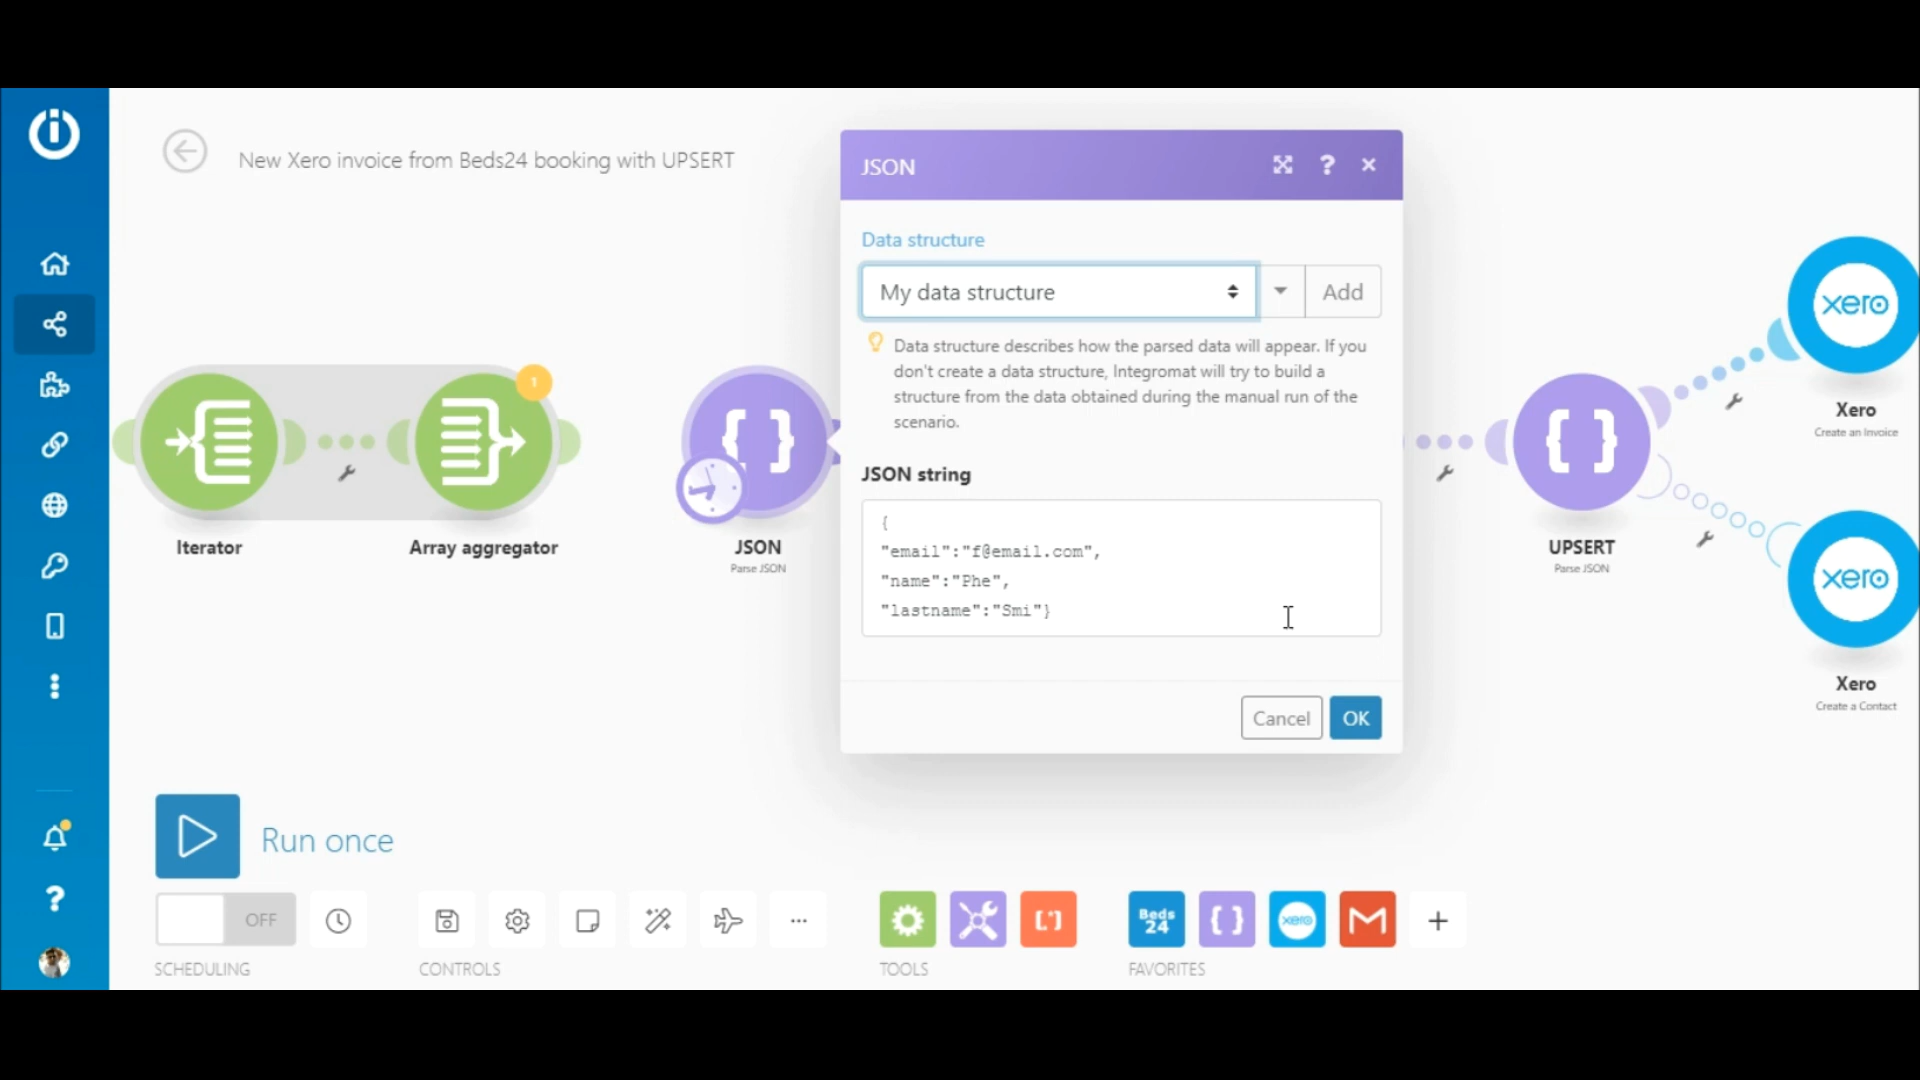 New Xero invoice from Beds24 booking with UPSERT
JSON
Data structure
My data structure
Add
Data structure describes how the parsed data will appear. If you
don't create a data structure, Integromat will try to build a
structure from the data obtained during the manual run of the
scenario.
JSON string
{
"email":"f@email.com",
"name":"Phe",
"lastname":"Smi"}
Cancel
OK
1
Iterator
Array aggregator
JSON
Parse JSON
UPSERT
Parse JSON
xero
Xero
Create an Invoice
xero
Xero
Create a Contact
Run once
OFF
SCHEDULING
CONTROLS
TOOLS
Beds
24
xero
FAVORITES